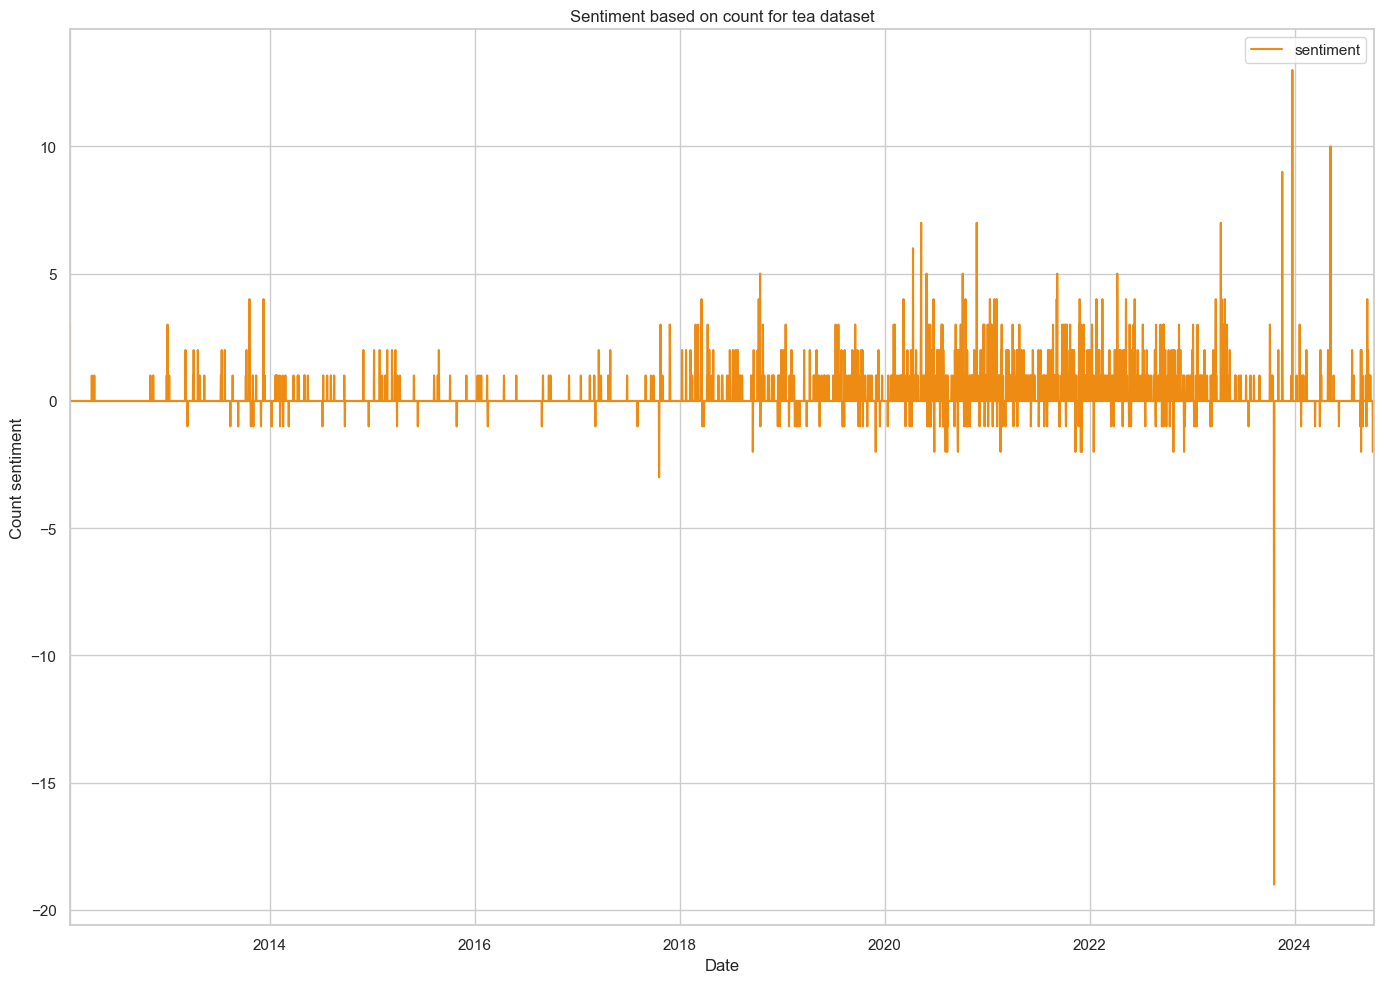 Sentiment based on count for tea dataset
sentiment
10
5
0
−5
−10
−15
−20
Count sentiment
2014 2016 2018 2020 2022 2024
Date